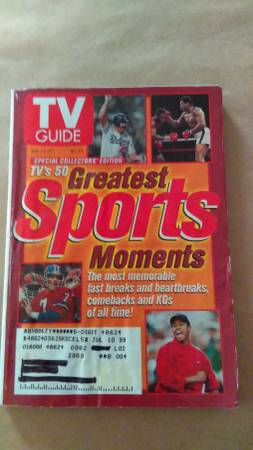 TV
GUIDE
SPECIAL COLLECTORS' EDITION
TV's 50
Greatest
Sports
Moments
The most memorable
fast breaks and heartbreaks,
comebacks and KOs
of all time!
JUL 10 99
L02